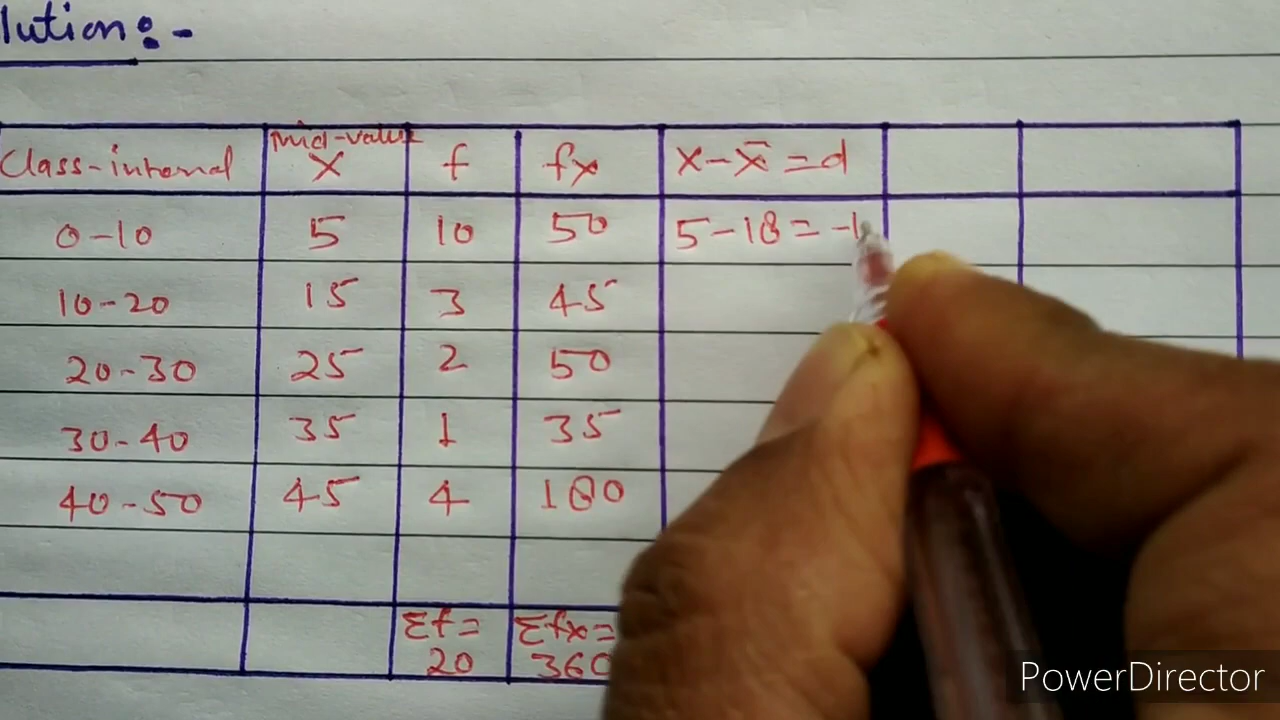 lution:-
Class-interval Mid-value X f fx X-X̄=d
0-10 5 10 50 5-18=-1
10-20 15 3 45
20-30 25 2 50
30-40 35 1 35
40-50 45 4 180
Σf=20 Σfx=360
PowerDirector